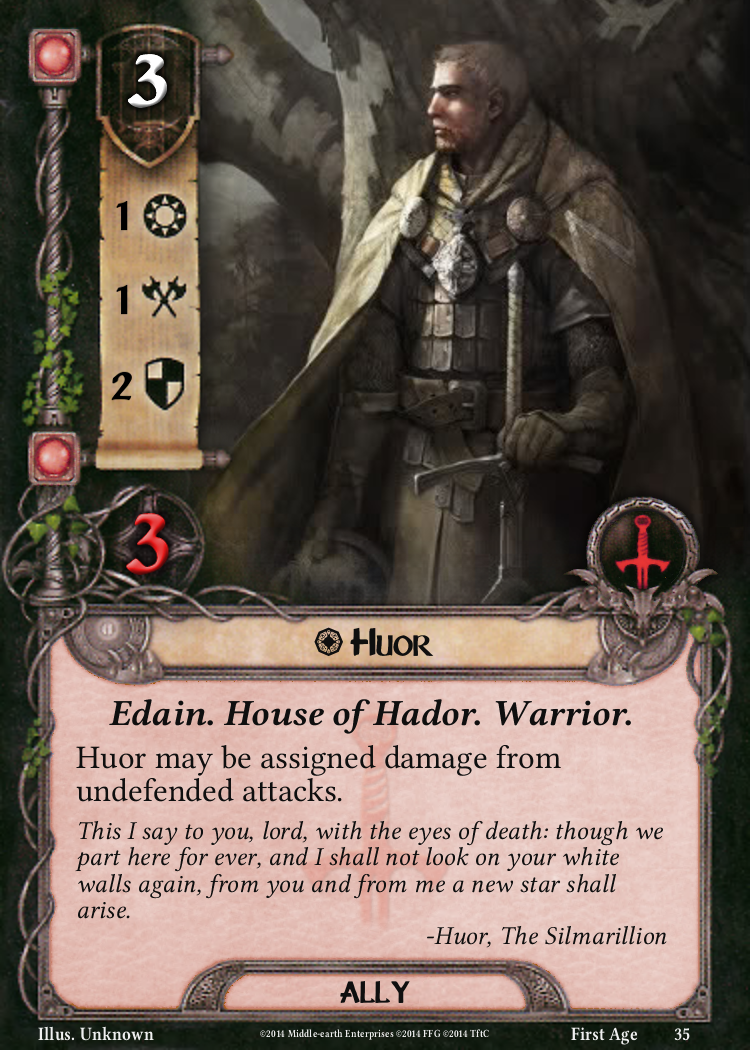 3
1
1
2
3
Huor
Edain. House of Hador. Warrior.
Huor may be assigned damage from
undefended attacks.
This I say to you, lord, with the eyes of death: though we
part here for ever, and I shall not look on your white
walls again, from you and from me a new star shall
arise.
-Huor, The Silmarillion
ALLY
Illus. Unknown
©2014 Middle-earth Enterprises ©2014 FFG ©2014 TftC
First Age
35